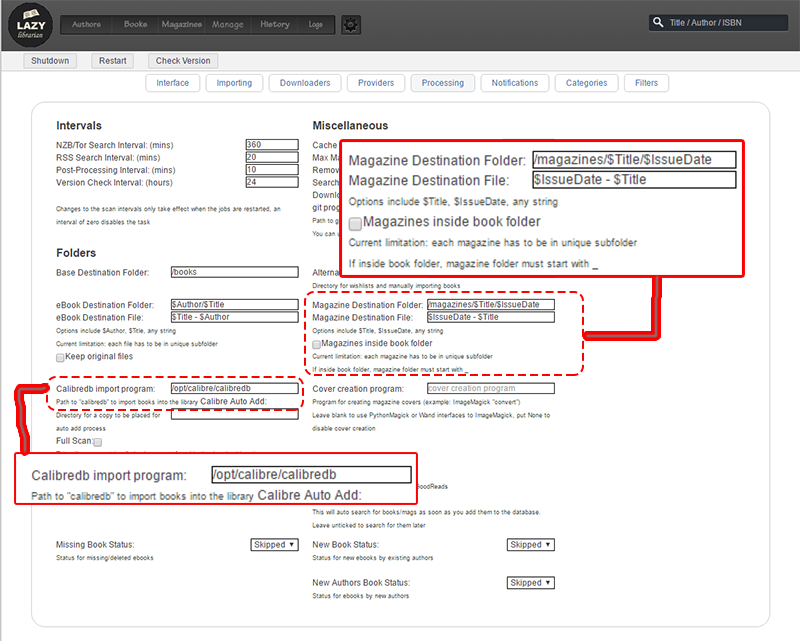 LAZY
librarian
Authors Books Magazines Manage History Logs
Title / Author / ISBN
Shutdown Restart Check Version
Interface Importing Downloaders Providers Processing Notifications Categories Filters
Intervals
NZB/Tor Search Interval: (mins) 360
RSS Search Interval: (mins) 20
Post-Processing Interval: (mins) 10
Version Check Interval: (hours) 24
Changes to the scan intervals only take effect when the jobs are restarted, an
interval of zero disables the task
Miscellaneous
Cache
Max Ma
Remov
Search
Downlo
git prog
Path to g
You can u
Magazine Destination Folder: /magazines/$Title/$IssueDate
Magazine Destination File: $IssueDate - $Title
Options include $Title, $IssueDate, any string
Magazines inside book folder
Current limitation: each magazine has to be in unique subfolder
If inside book folder, magazine folder must start with _
Folders
Base Destination Folder: /books
Alterna
Directory for wishlists and manually importing books
eBook Destination Folder: $Author/$Title
eBook Destination File: $Title - $Author
Options include $Author, $Title, any string
Current limitation: each file has to be in unique subfolder
Keep original files
Magazine Destination Folder: /magazines/$Title/$IssueDate
Magazine Destination File: $IssueDate - $Title
Options include $Title, $IssueDate, any string
Magazines inside book folder
Current limitation: each magazine has to be in unique subfolder
If inside book folder, magazine folder must start with _
Calibredb import program: /opt/calibre/calibredb
Path to "calibredb" to import books into the library Calibre Auto Add:
Directory for a copy to be placed for
auto add process
Full Scan:
Cover creation program: cover creation program
Program for creating magazine covers (example: ImageMagick "convert")
Leave blank to use PythonMagick or Wand interfaces to ImageMagick, put None to
disable cover creation
Calibredb import program: /opt/calibre/calibredb
Path to "calibredb" to import books into the library Calibre Auto Add:
GoodReads
This will auto search for books/mags as soon as you add them to the database.
Leave unticked to search for them later
Missing Book Status: Skipped
Status for missing/deleted ebooks
New Book Status: Skipped
Status for new ebooks by existing authors
New Authors Book Status: Skipped
Status for ebooks by new authors